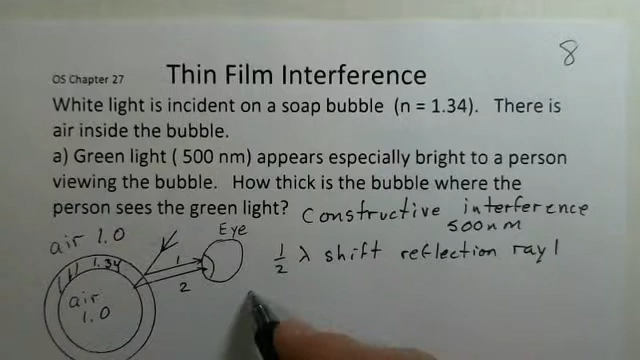 8
OS Chapter 27 Thin Film Interference
White light is incident on a soap bubble (n = 1.34). There is
air inside the bubble.
a) Green light ( 500 nm) appears especially bright to a person
viewing the bubble. How thick is the bubble where the
person sees the green light? Constructive interference
500nm
air 1.0
Eye
1/2 λ shift reflection ray 1
1.34
1
2
air
1.0